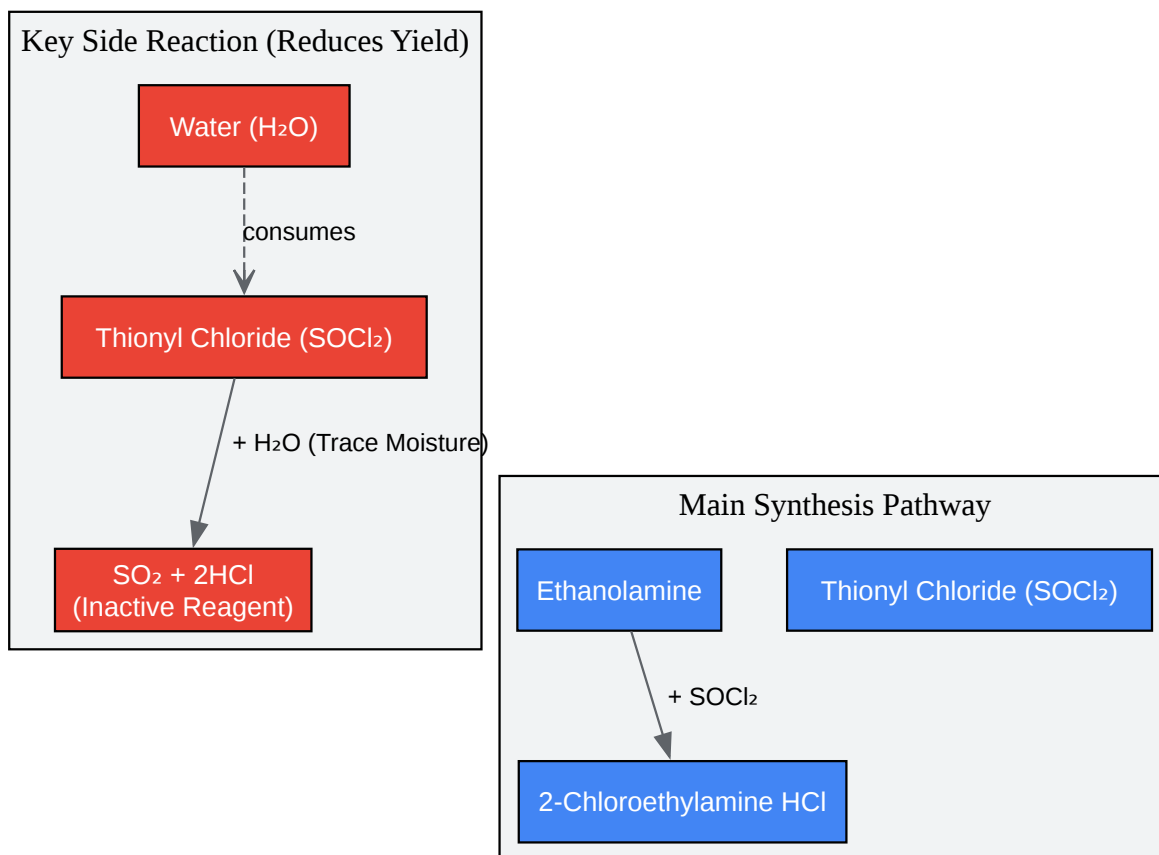 Key Side Reaction (Reduces Yield)
Water (H₂O)
consumes
Thionyl Chloride (SOCl₂)
+ H₂O (Trace Moisture)
SO₂ + 2HCl
(Inactive Reagent)
Main Synthesis Pathway
Ethanolamine
Thionyl Chloride (SOCl₂)
+ SOCl₂
2-Chloroethylamine HCl